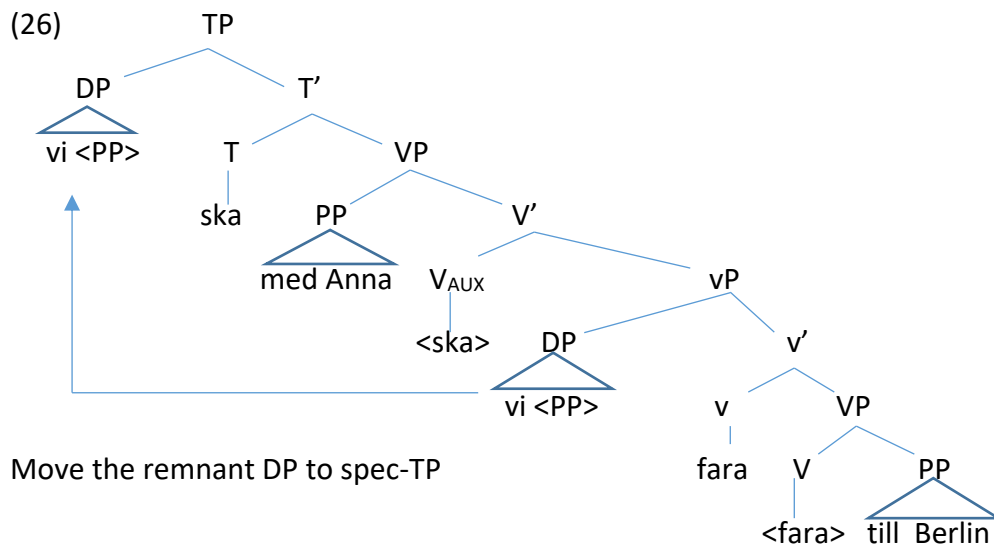 (26) TP
DP T’
vi <PP> T VP
ska PP V’
med Anna VAUX vP
<ska> DP v’
vi <PP> v VP
Move the remnant DP to spec-TP fara V PP
<fara> till Berlin